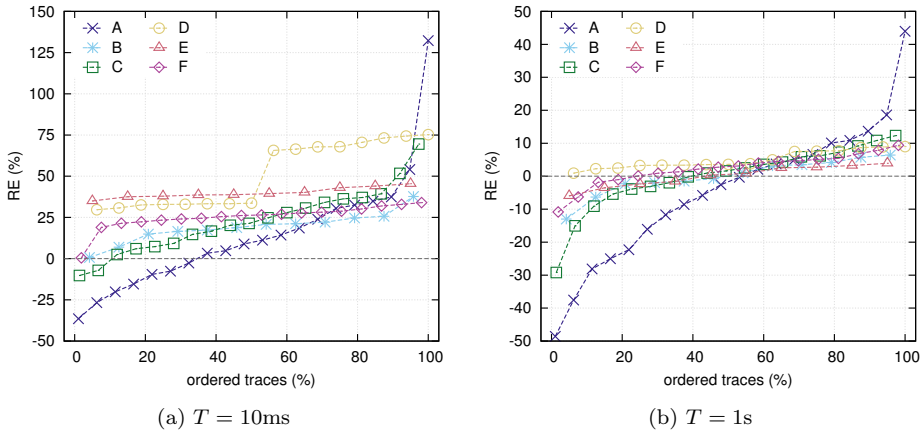 150
125
100
75
50
25
0
-25
-50
RE (%)
A
B
C
D
E
F
0 20 40 60 80 100
ordered traces (%)
(a) T = 10ms
50
40
30
20
10
0
-10
-20
-30
-40
-50
RE (%)
A
B
C
D
E
F
0 20 40 60 80 100
ordered traces (%)
(b) T = 1s